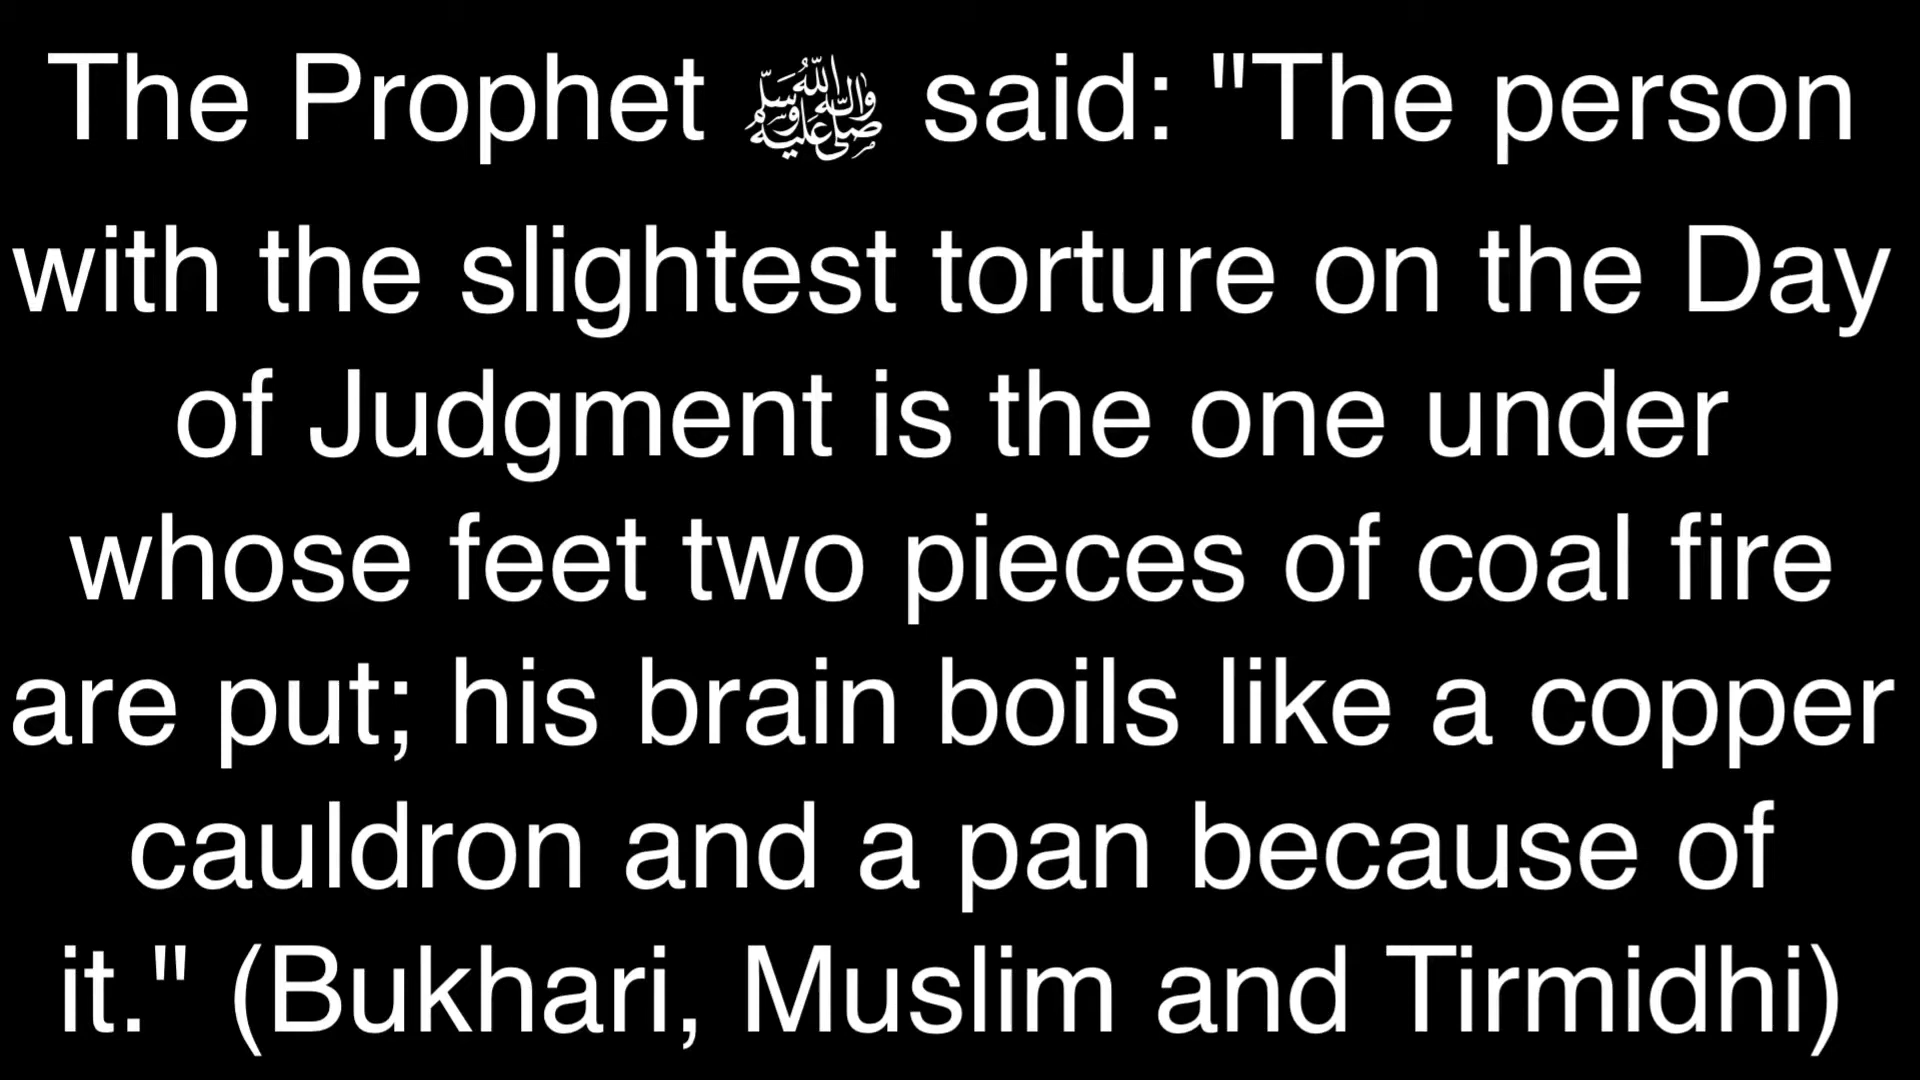 The Prophet ﷺ said: "The person
with the slightest torture on the Day
of Judgment is the one under
whose feet two pieces of coal fire
are put; his brain boils like a copper
cauldron and a pan because of
it." (Bukhari, Muslim and Tirmidhi)